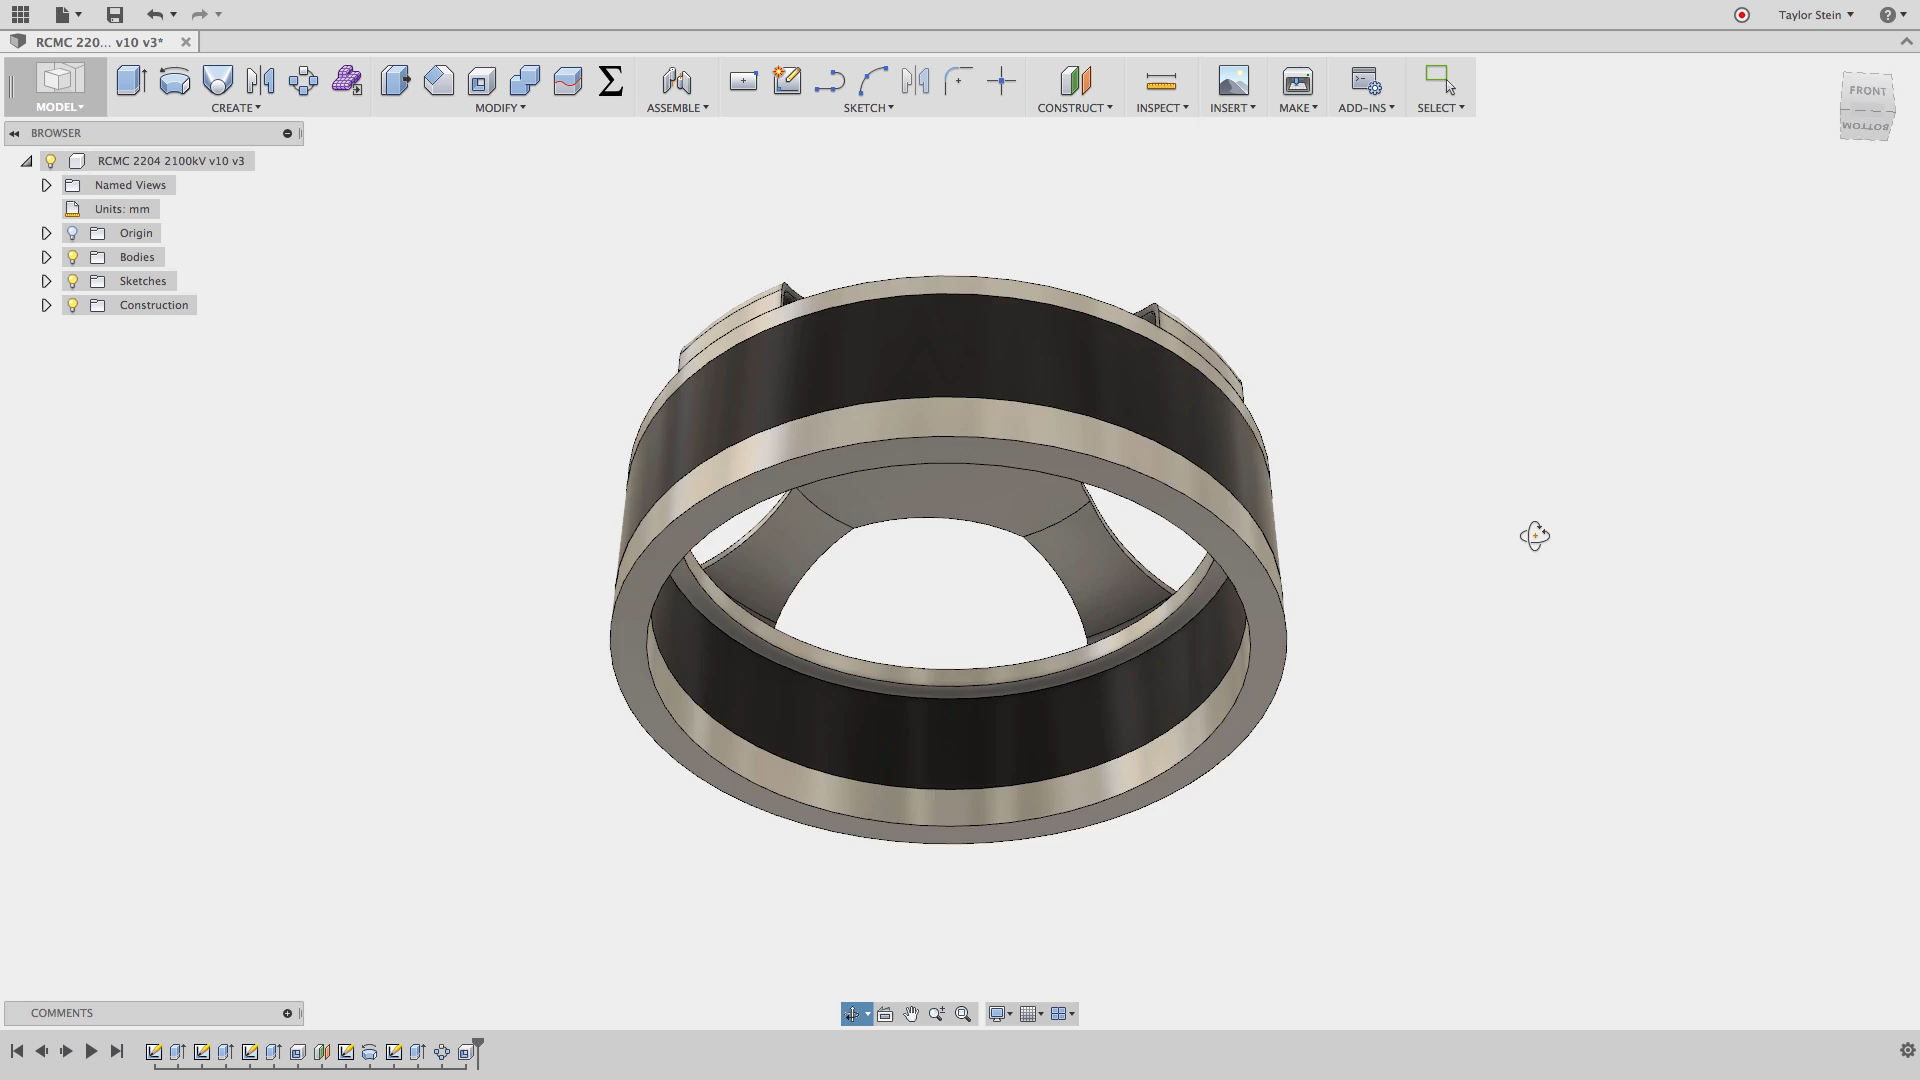 Taylor Stein
RCMC 220... v10 v3*
MODEL
CREATE
MODIFY
ASSEMBLE
SKETCH
CONSTRUCT
INSPECT
INSERT
MAKE
ADD-INS
SELECT
FRONT
BOTTOM
BROWSER
RCMC 2204 2100kV v10 v3
Named Views
Units: mm
Origin
Bodies
Sketches
Construction
COMMENTS